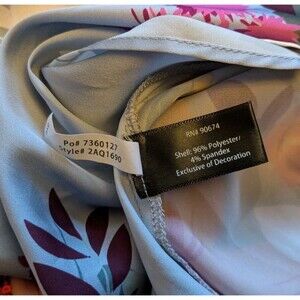 Po# 7360127
Style# 2AQ1690
RN# 90674
Shell: 96% Polyester/
4% Spandex
Exclusive of Decoration